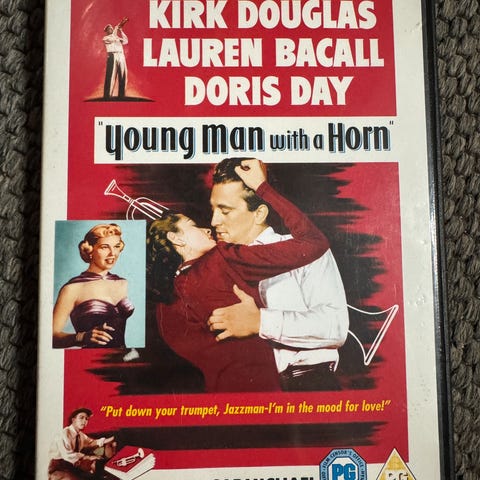 KIRK DOUGLAS
LAUREN BACALL
DORIS DAY
"young man with a Horn"
"Put down your trumpet, Jazzman-I'm in the mood for love!"
PG
PG